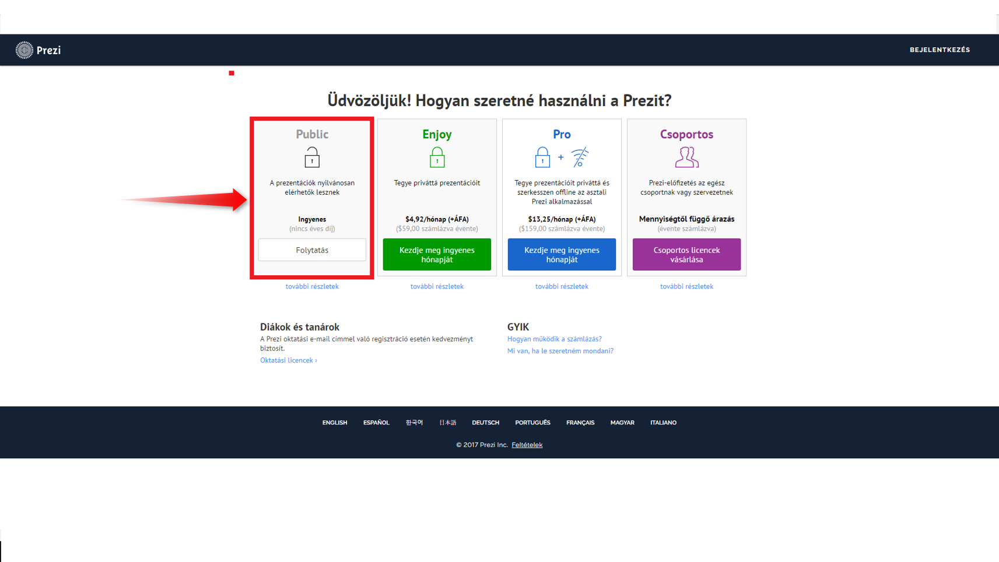 Prezi
BEJELENTKEZÉS
Üdvözöljük! Hogyan szeretné használni a Prezit?
Public
A prezentációk nyilvánosan
elérhetők lesznek
Ingyenes
(nincs éves díj)
Folytatás
további részletek
Enjoy
Tegye priváttá prezentációit
$4,92/hónap (+ÁFA)
($59,00 számlázva évente)
Kezdje meg ingyenes
hónapját
további részletek
Pro
+
Tegye prezentációit priváttá és
szerkesszen offline az asztali
Prezi alkalmazással
$13,25/hónap (+ÁFA)
($159,00 számlázva évente)
Kezdje meg ingyenes
hónapját
további részletek
Csoportos
Prezi-előfizetés az egész
csoportnak vagy szervezetnek
Mennyiségtől függő árazás
(évente számlázva)
Csoportos licencek
vásárlása
további részletek
Diákok és tanárok
A Prezi oktatási e-mail címmel való regisztráció esetén kedvezményt
biztosít.
Oktatási licencek ›
GYIK
Hogyan működik a számlázás?
Mi van, ha le szeretném mondani?
ENGLISH ESPAÑOL 한국어 日本語 DEUTSCH PORTUGUÊS FRANÇAIS MAGYAR ITALIANO
© 2017 Prezi Inc. Feltételek